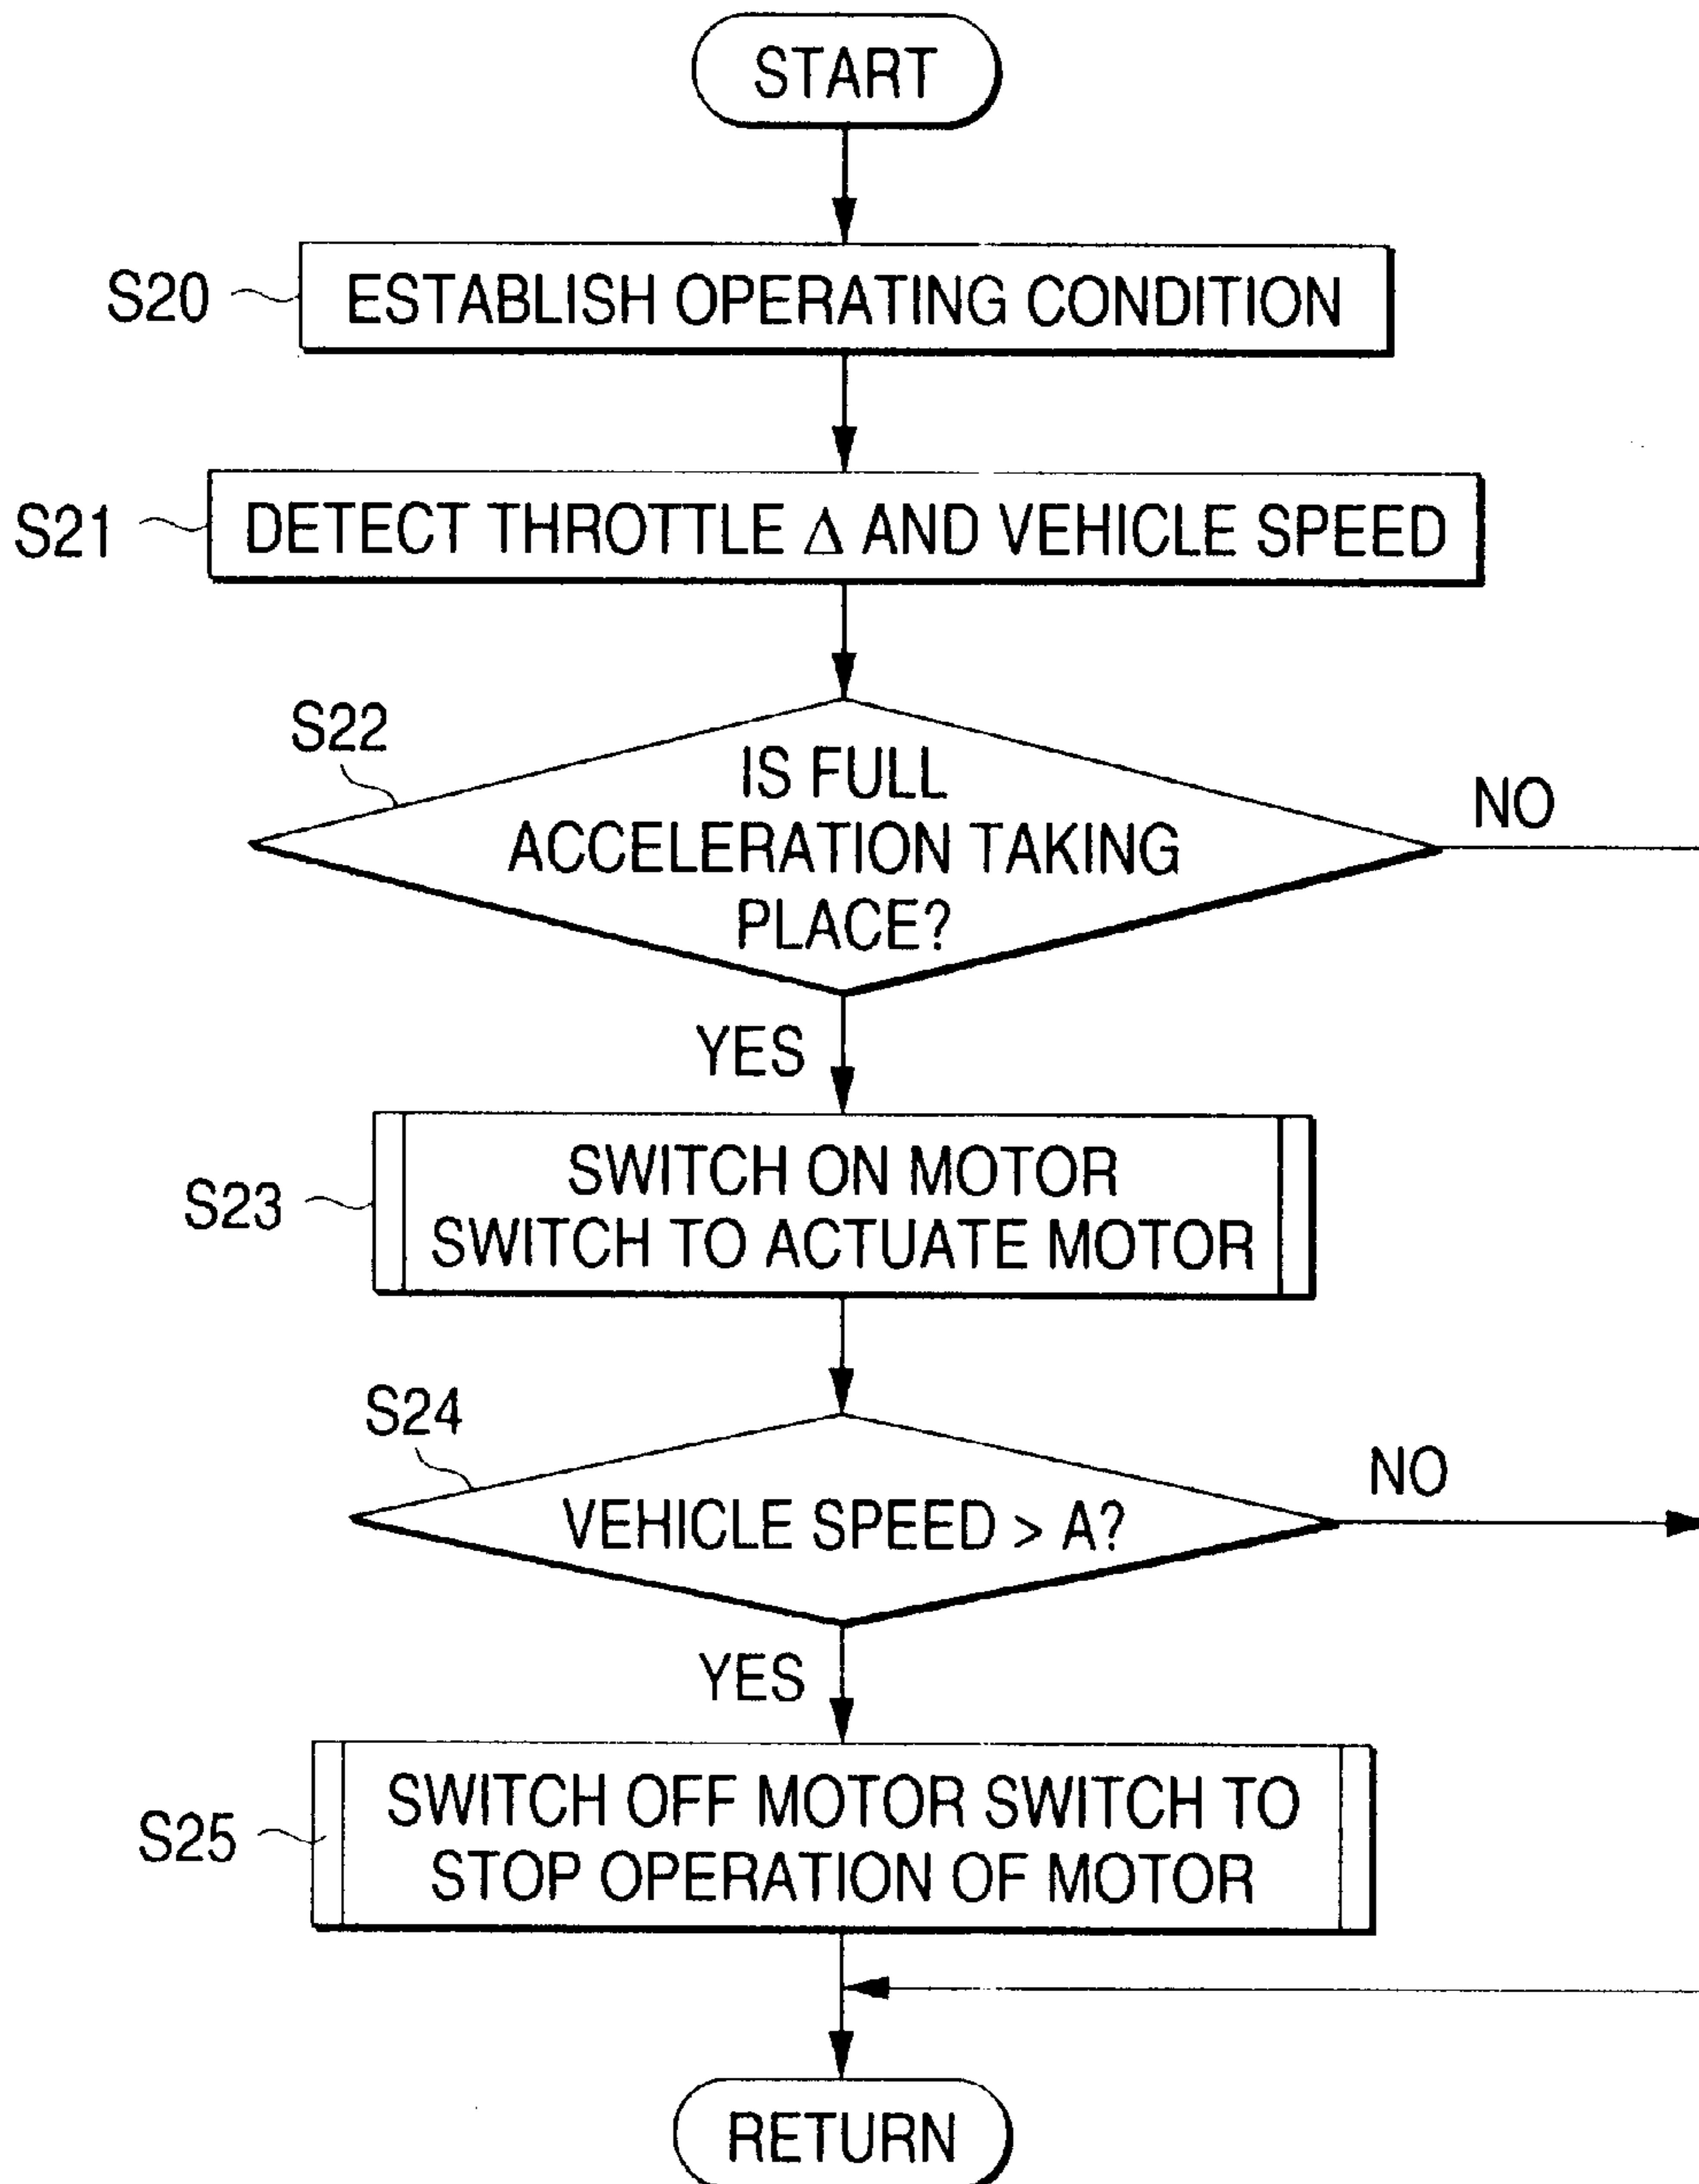 START
S20
ESTABLISH OPERATING CONDITION
S21
DETECT THROTTLE Δ AND VEHICLE SPEED
S22
IS FULL
ACCELERATION TAKING
PLACE?
NO
YES
S23
SWITCH ON MOTOR
SWITCH TO ACTUATE MOTOR
S24
VEHICLE SPEED > A?
NO
YES
S25
SWITCH OFF MOTOR SWITCH TO
STOP OPERATION OF MOTOR
RETURN